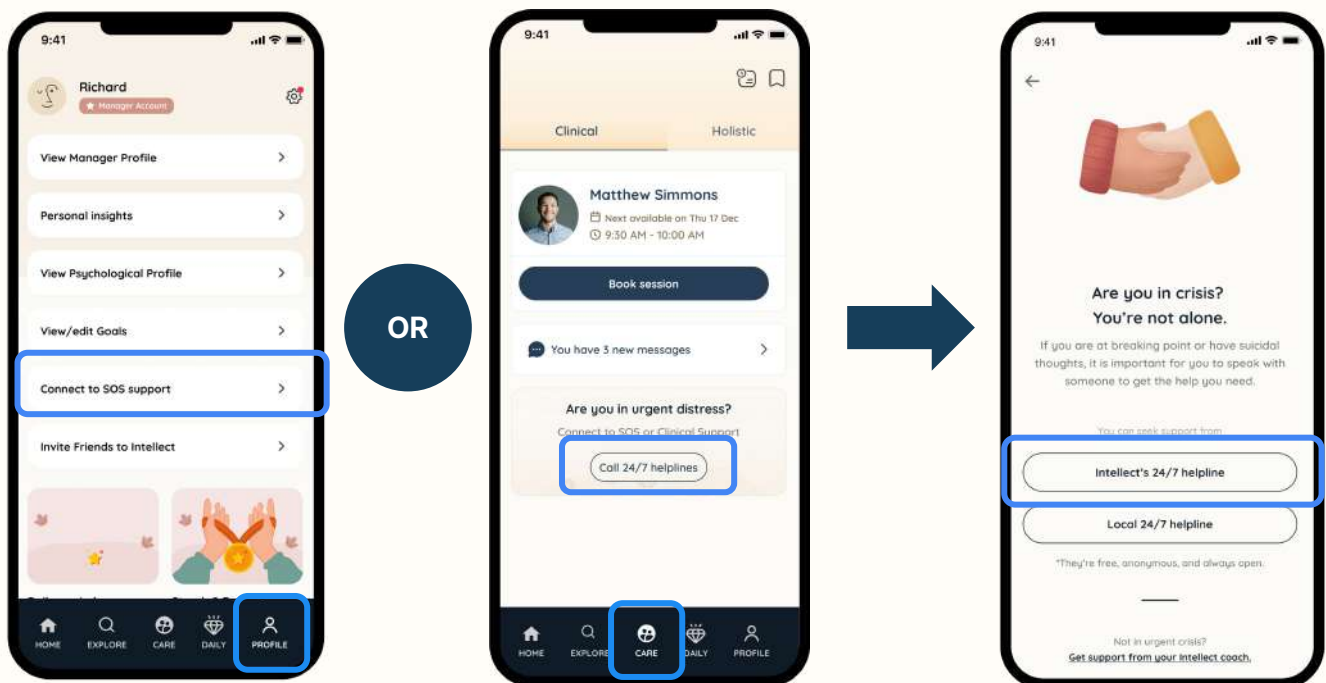 9:41
Richard
Manager Account
View Manager Profile
Personal insights
View Psychological Profile
View/edit Goals
Connect to SOS support
Invite Friends to Intellect
HOME
EXPLORE
CARE
DAILY
PROFILE
OR
9:41
Clinical
Holistic
Matthew Simmons
Next available on Thu 17 Dec
9:30 AM - 10:00 AM
Book session
You have 3 new messages
Are you in urgent distress?
Connect to SOS or Clinical Support
Call 24/7 helplines
HOME
EXPLORE
CARE
DAILY
PROFILE
9:41
Are you in crisis?
You're not alone.
If you are at breaking point or have suicidal
thoughts, it is important for you to speak with
someone to get the help you need.
You can seek support from
Intellect's 24/7 helpline
Local 24/7 helpline
*They're free, anonymous, and always open.
Not in urgent crisis?
Get support from your Intellect coach.